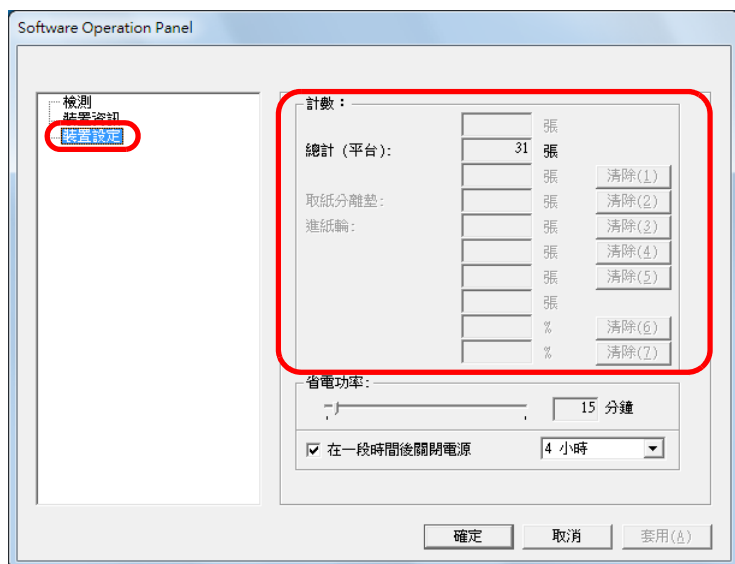 Software Operation Panel
檢測
裝置資訊
裝置設定
計數：
張
總計 (平台): 31 張
張 清除(1)
取紙分離墊: 張 清除(2)
進紙輪: 張 清除(3)
張 清除(4)
張 清除(5)
張
% 清除(6)
% 清除(7)
省電功率:
15 分鐘
在一段時間後關閉電源 4 小時
確定 取消 套用(A)